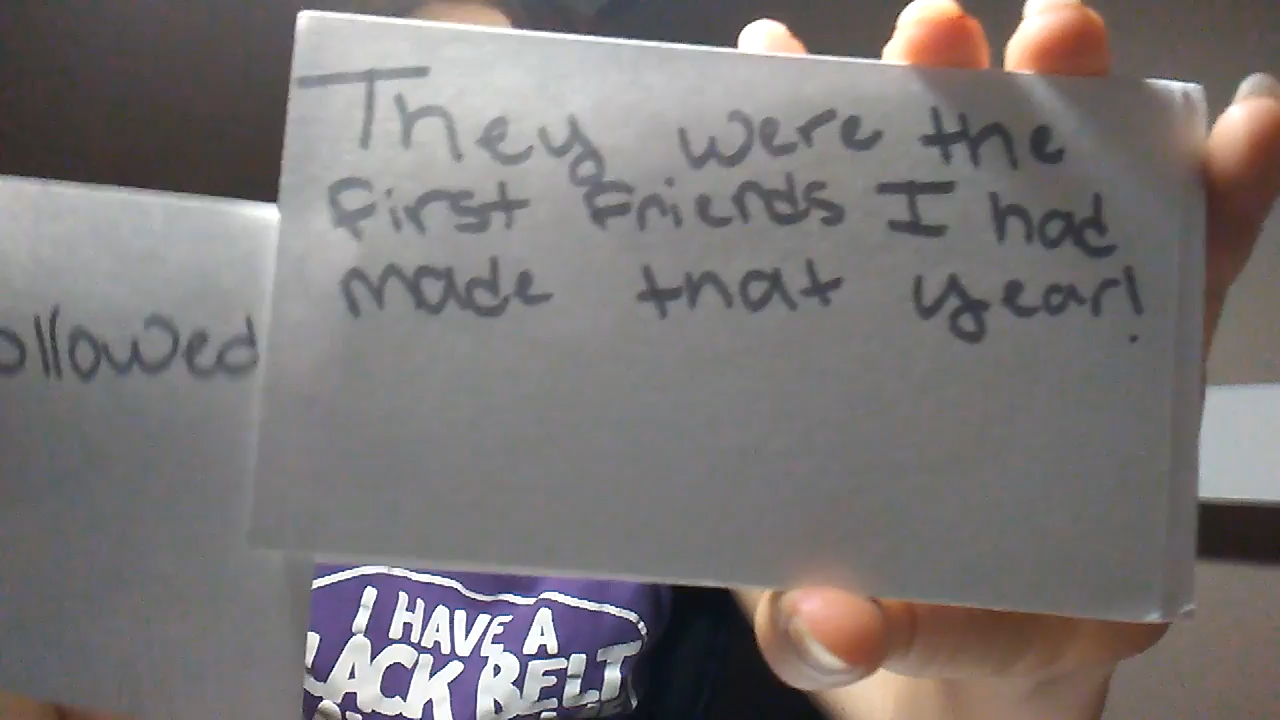 They were the
first friends I had
made that year!
ollowed
I HAVE A
LACK BELT